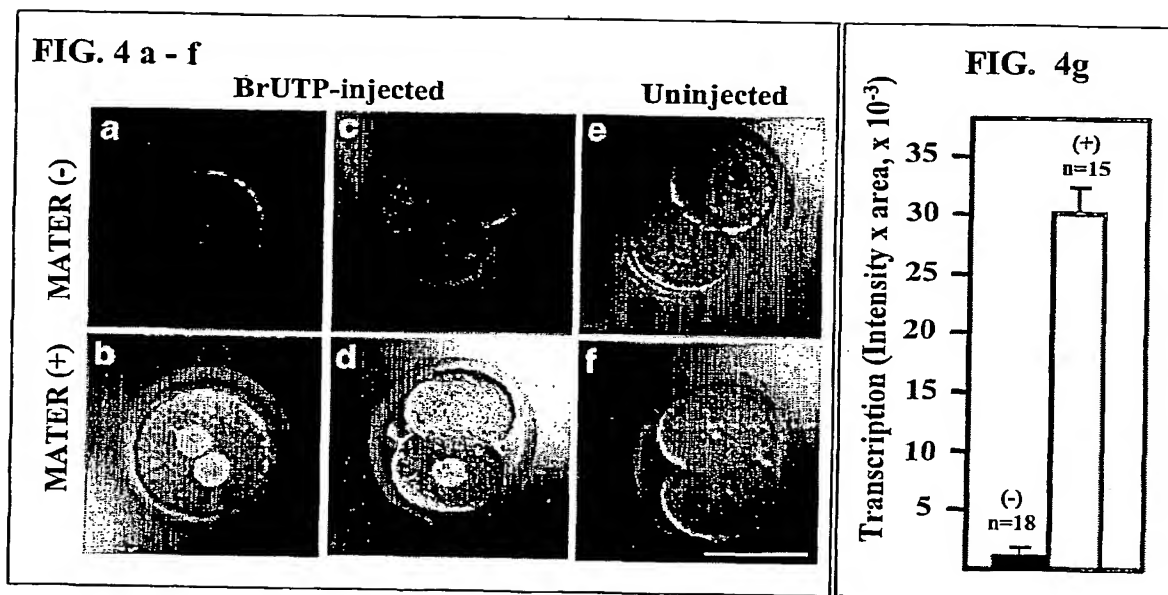 FIG. 4 a - f
BrUTP-injected
Uninjected
MATER (-)
a
c
e
MATER (+)
b
d
f
FIG. 4g
Transcription (Intensity x area, x 10⁻³)
35
30
25
20
15
10
5
(+)
n=15
(-)
n=18